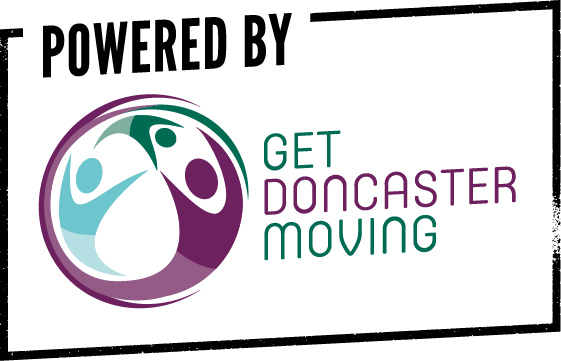 POWERED BY
GET
DONCASTER
MOVING